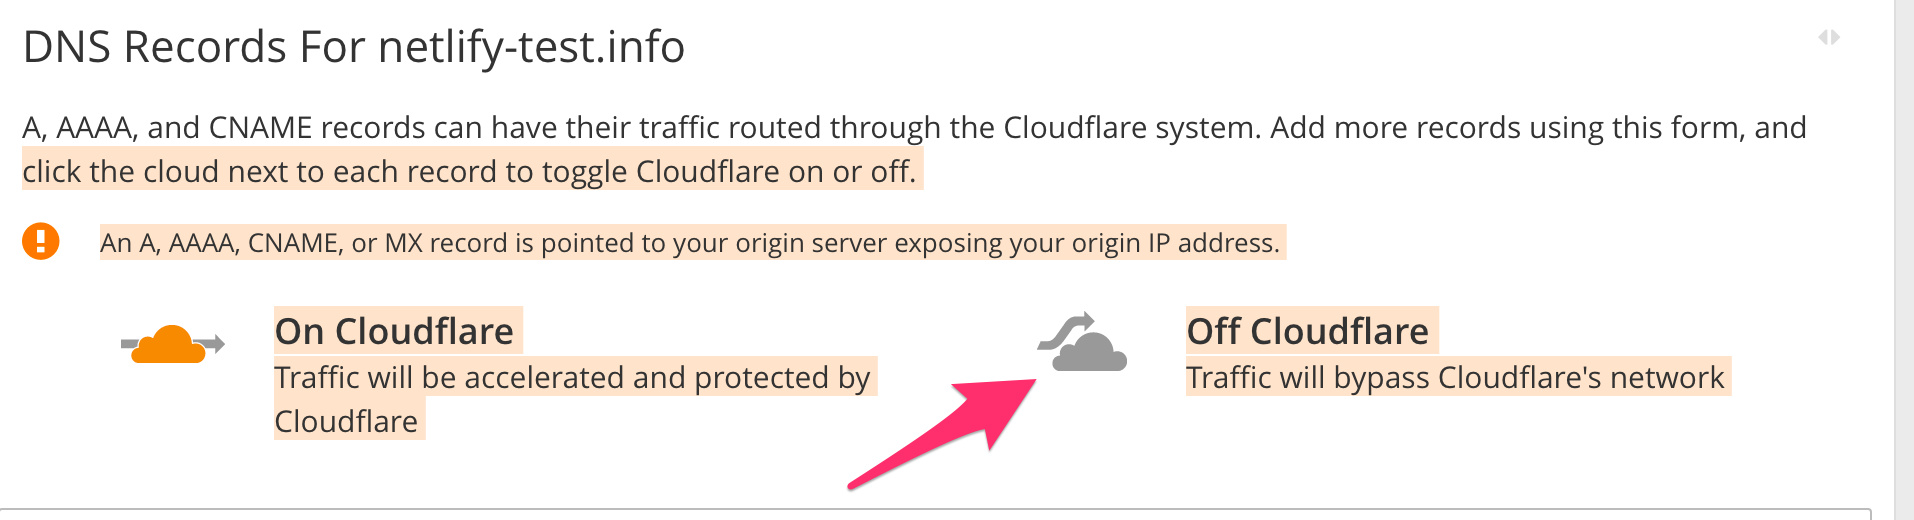 DNS Records For netlify-test.info
A, AAAA, and CNAME records can have their traffic routed through the Cloudflare system. Add more records using this form, and
click the cloud next to each record to toggle Cloudflare on or off.
An A, AAAA, CNAME, or MX record is pointed to your origin server exposing your origin IP address.
On Cloudflare
Traffic will be accelerated and protected by
Cloudflare
Off Cloudflare
Traffic will bypass Cloudflare's network